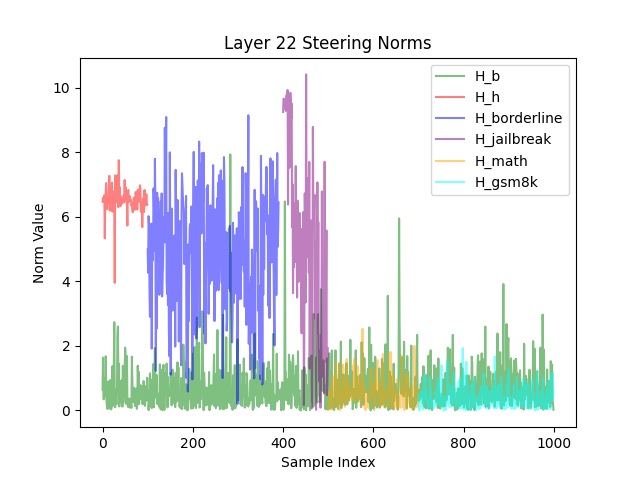 Layer 22 Steering Norms
H_b
H_h
H_borderline
H_jailbreak
H_math
H_gsm8k
Norm Value
10
8
6
4
2
0
0 200 400 600 800 1000
Sample Index